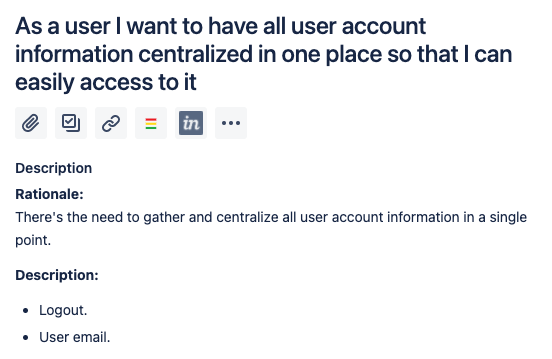 As a user I want to have all user account
information centralized in one place so that I can
easily access to it
in
Description
Rationale:
There's the need to gather and centralize all user account information in a single
point.
Description:
• Logout.
• User email.